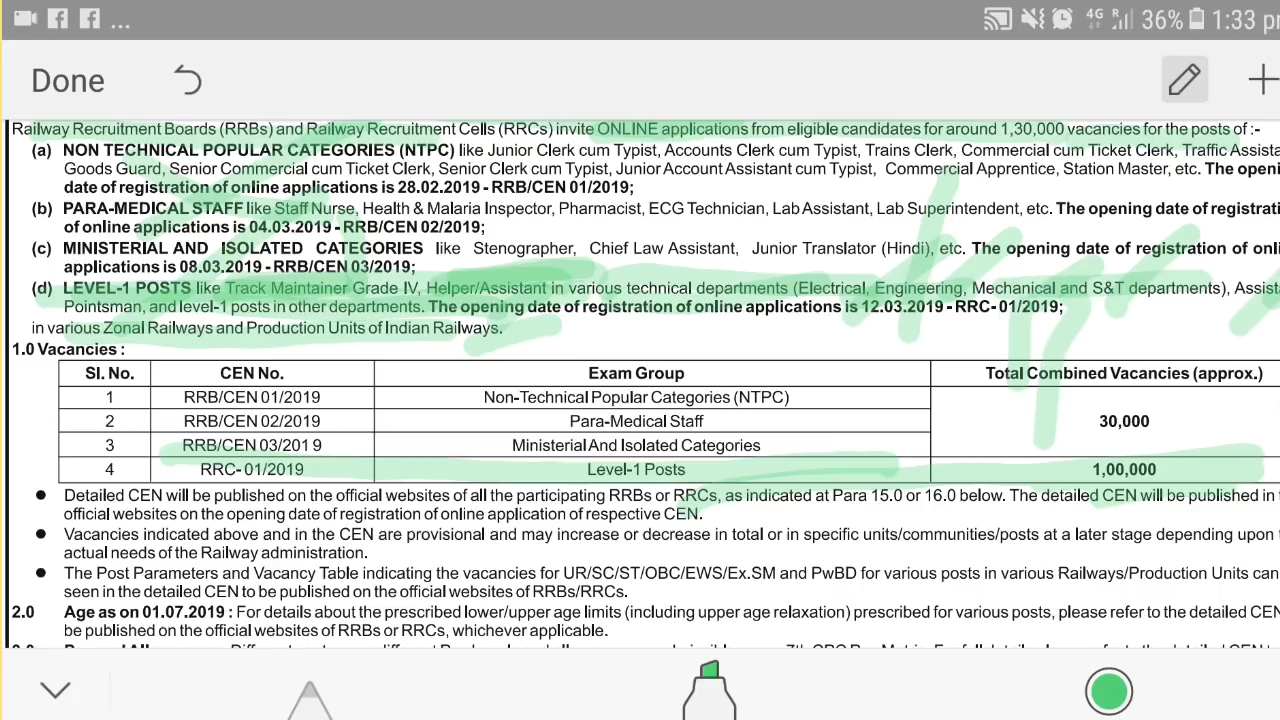 ... 4G R 36% 1:33 pm
Done
Railway Recruitment Boards (RRBs) and Railway Recruitment Cells (RRCs) invite ONLINE applications from eligible candidates for around 1,30,000 vacancies for the posts of :-
(a) NON TECHNICAL POPULAR CATEGORIES (NTPC) like Junior Clerk cum Typist, Accounts Clerk cum Typist, Trains Clerk, Commercial cum Ticket Clerk, Traffic Assista
Goods Guard, Senior Commercial cum Ticket Clerk, Senior Clerk cum Typist, Junior Account Assistant cum Typist, Commercial Apprentice, Station Master, etc. The openi
date of registration of online applications is 28.02.2019 - RRB/CEN 01/2019;
(b) PARA-MEDICAL STAFF like Staff Nurse, Health & Malaria Inspector, Pharmacist, ECG Technician, Lab Assistant, Lab Superintendent, etc. The opening date of registrati
of online applications is 04.03.2019 - RRB/CEN 02/2019;
(c) MINISTERIAL AND ISOLATED CATEGORIES like Stenographer, Chief Law Assistant, Junior Translator (Hindi), etc. The opening date of registration of onli
applications is 08.03.2019 - RRB/CEN 03/2019;
(d) LEVEL-1 POSTS like Track Maintainer Grade IV, Helper/Assistant in various technical departments (Electrical, Engineering, Mechanical and S&T departments), Assist
Pointsman, and level-1 posts in other departments. The opening date of registration of online applications is 12.03.2019 - RRC- 01/2019;
in various Zonal Railways and Production Units of Indian Railways.
1.0 Vacancies :
Sl. No. CEN No. Exam Group Total Combined Vacancies (approx.)
1 RRB/CEN 01/2019 Non-Technical Popular Categories (NTPC)
2 RRB/CEN 02/2019 Para-Medical Staff 30,000
3 RRB/CEN 03/2019 Ministerial And Isolated Categories
4 RRC- 01/2019 Level-1 Posts 1,00,000
● Detailed CEN will be published on the official websites of all the participating RRBs or RRCs, as indicated at Para 15.0 or 16.0 below. The detailed CEN will be published in
official websites on the opening date of registration of online application of respective CEN.
● Vacancies indicated above and in the CEN are provisional and may increase or decrease in total or in specific units/communities/posts at a later stage depending upon
actual needs of the Railway administration.
● The Post Parameters and Vacancy Table indicating the vacancies for UR/SC/ST/OBC/EWS/Ex.SM and PwBD for various posts in various Railways/Production Units can
seen in the detailed CEN to be published on the official websites of RRBs/RRCs.
2.0 Age as on 01.07.2019 : For details about the prescribed lower/upper age limits (including upper age relaxation) prescribed for various posts, please refer to the detailed CEN
be published on the official websites of RRBs or RRCs, whichever applicable.